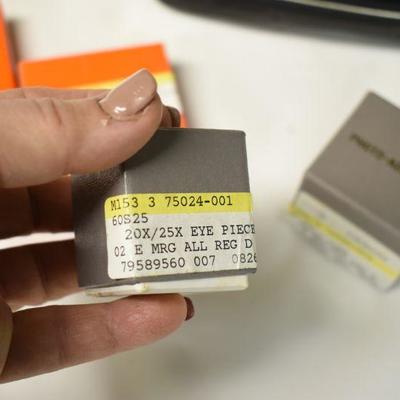 M153 3 75024-001
60S25
20X/25X EYE PIECE
02 E MRG ALL REG D
79589560 007 0826